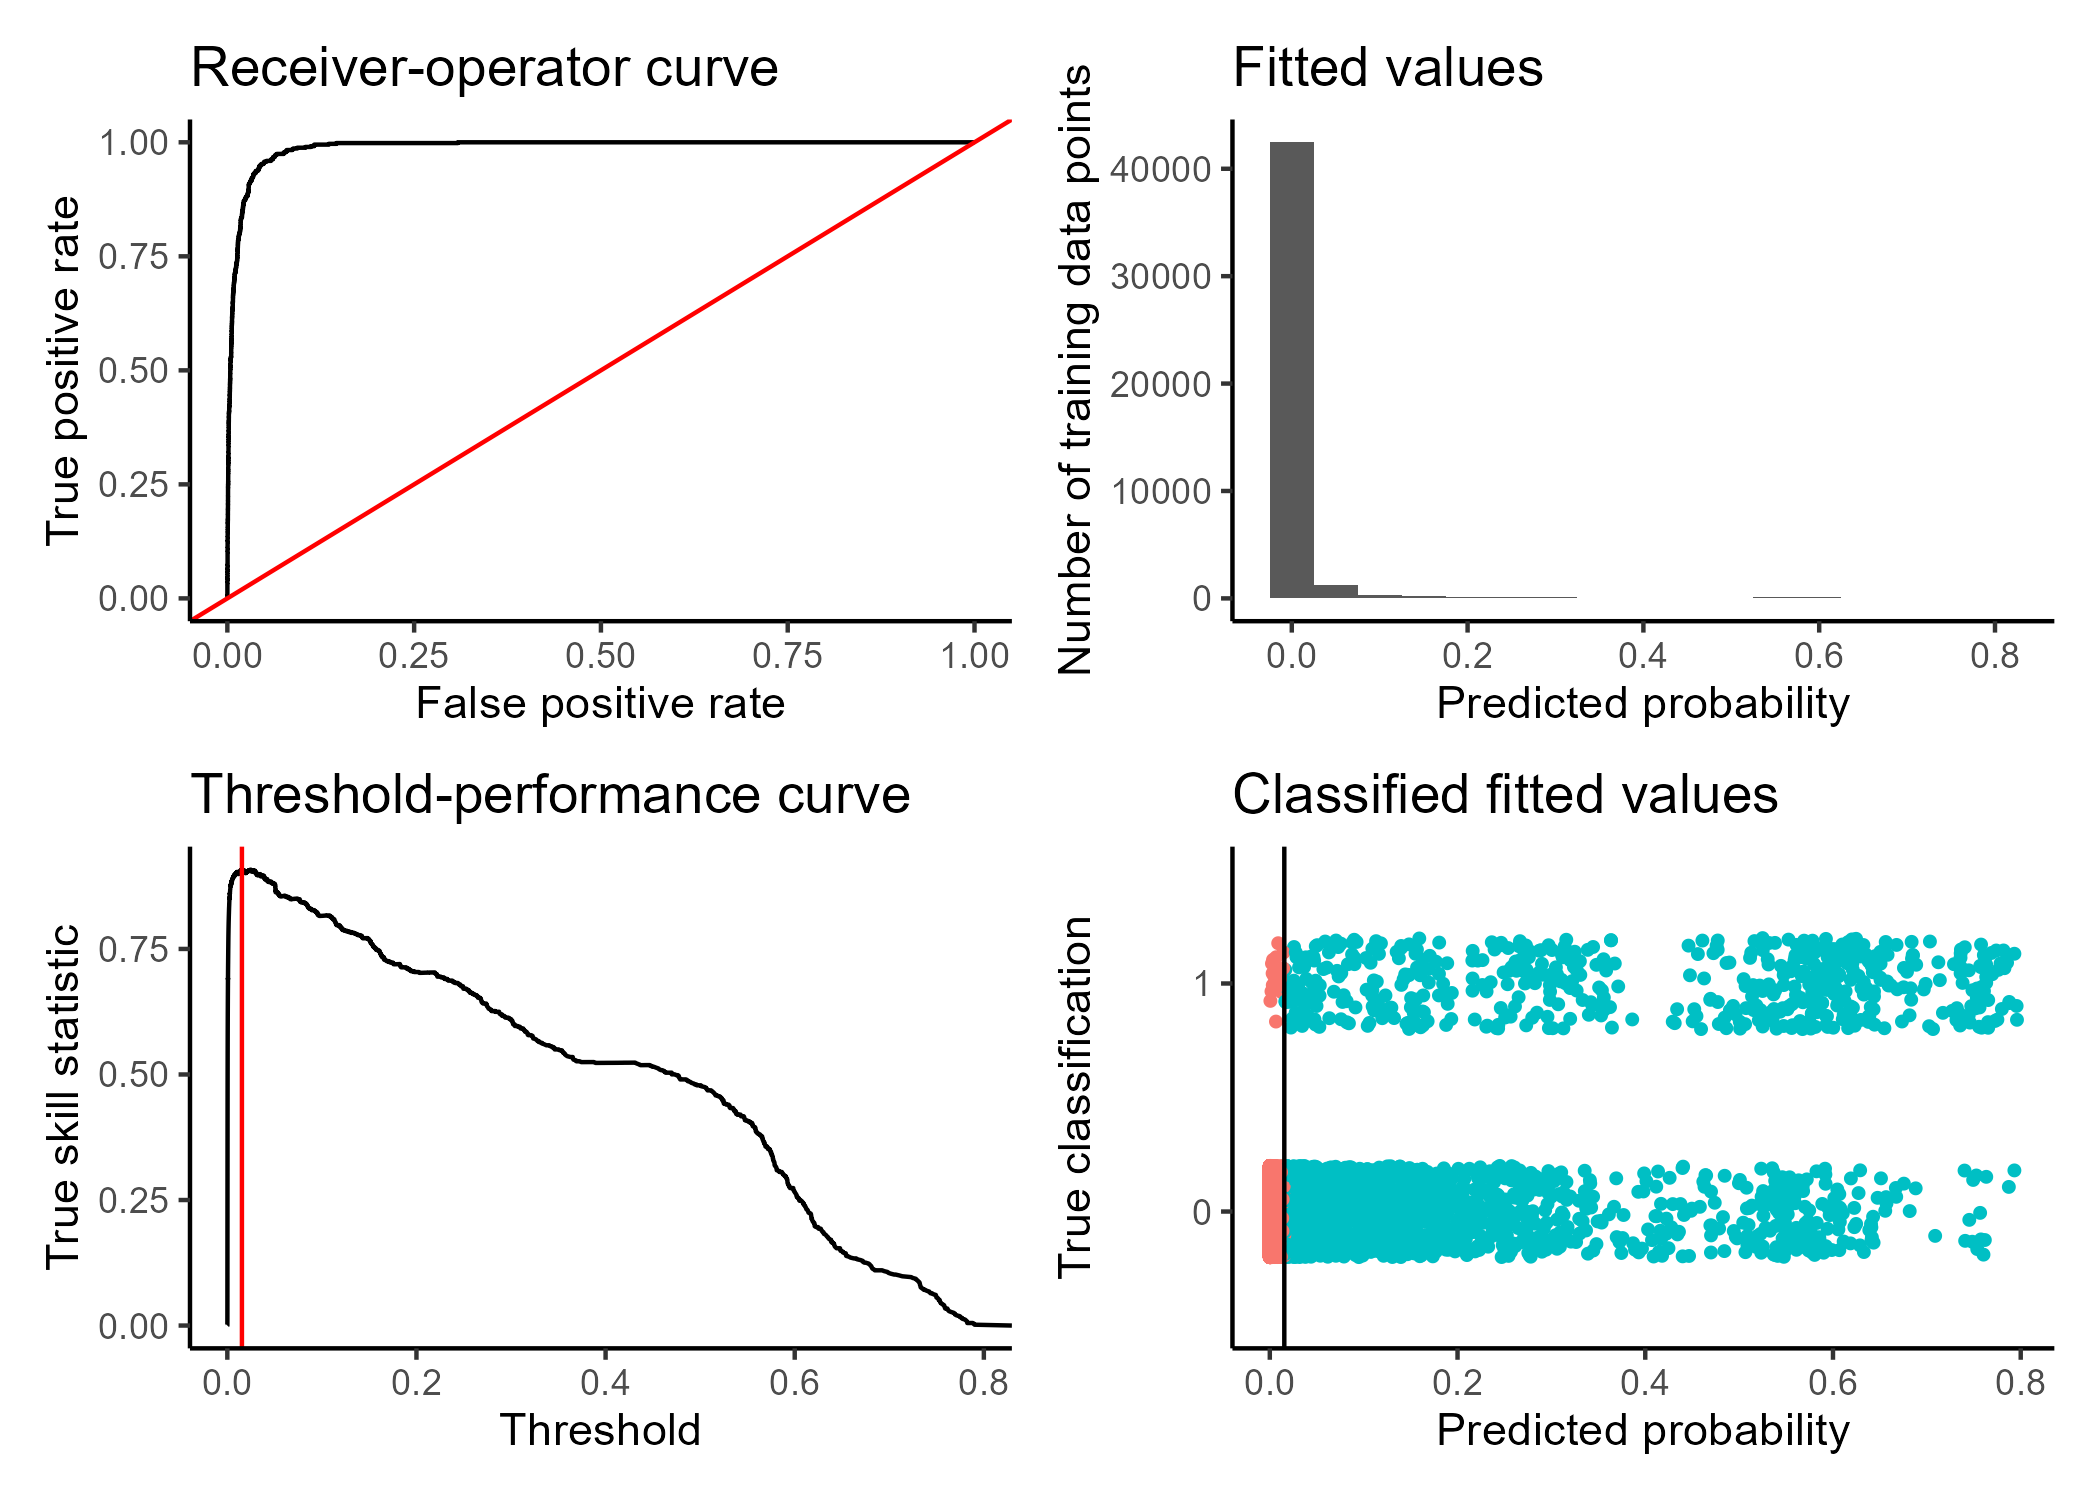 Receiver-operator curve
True positive rate
1.00
0.75
0.50
0.25
0.00
0.00 0.25 0.50 0.75 1.00
False positive rate
Fitted values
Number of training data points
40000
30000
20000
10000
0
0.0 0.2 0.4 0.6 0.8
Predicted probability
Threshold-performance curve
True skill statistic
0.75
0.50
0.25
0.00
0.0 0.2 0.4 0.6 0.8
Threshold
Classified fitted values
True classification
1
0
0.0 0.2 0.4 0.6 0.8
Predicted probability